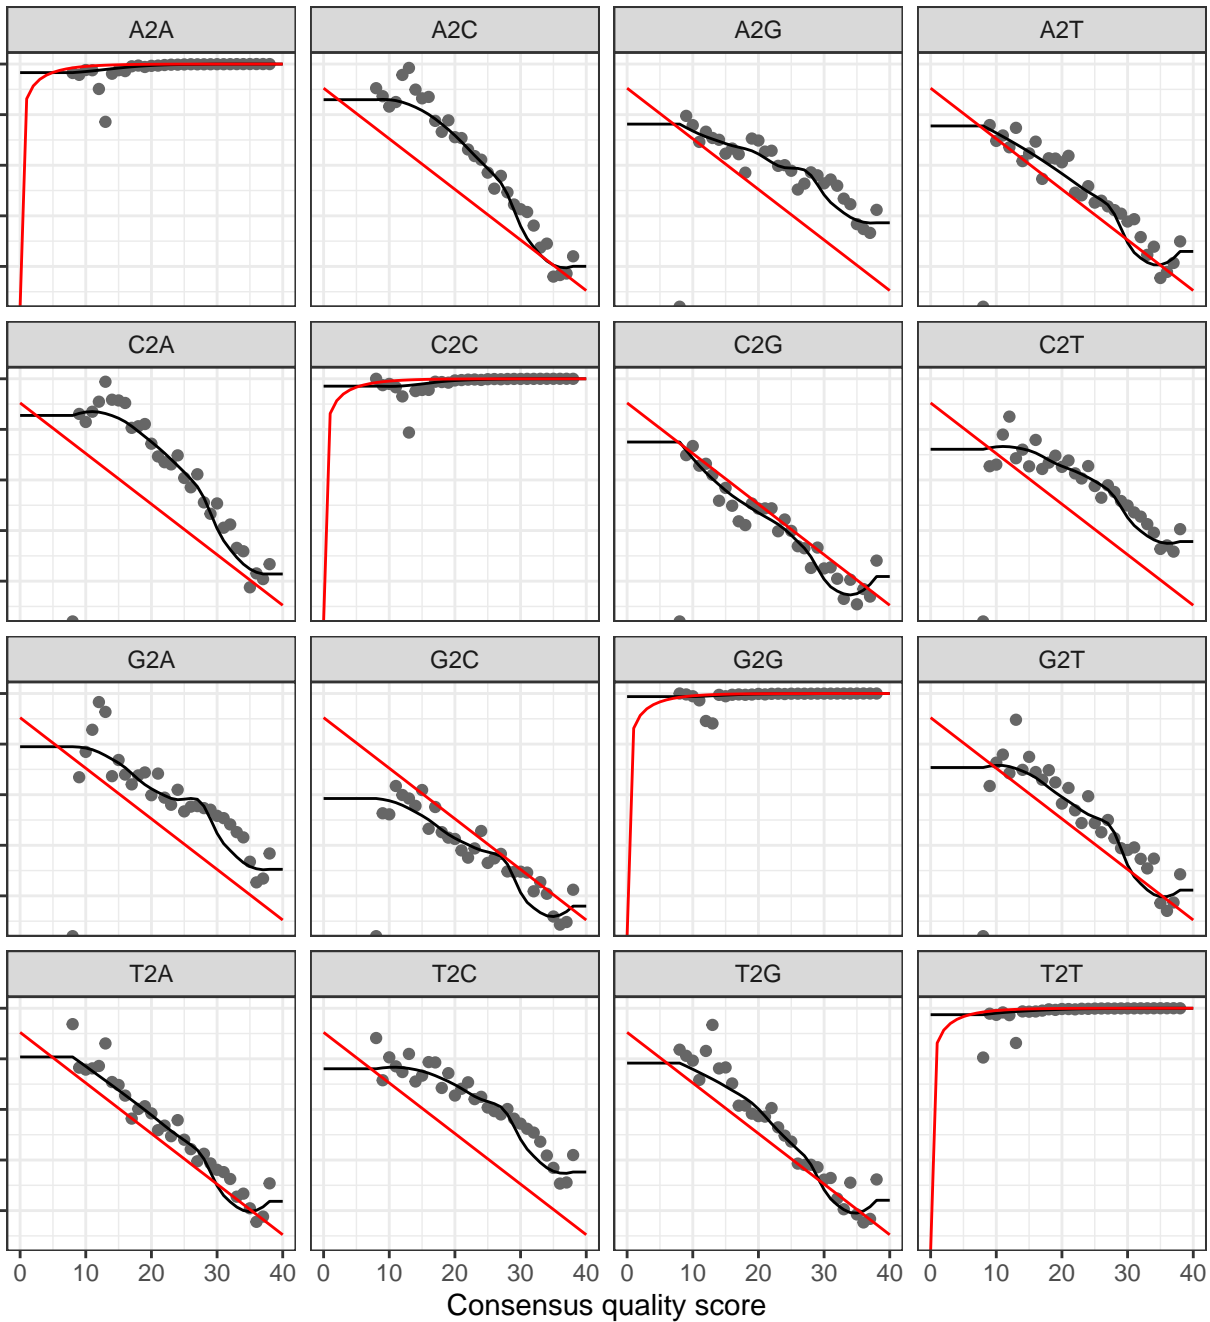 A2A A2C A2G A2T
C2A C2C C2G C2T
G2A G2C G2G G2T
T2A T2C T2G T2T
0 10 20 30 40 0 10 20 30 40 0 10 20 30 40 0 10 20 30 40
Consensus quality score